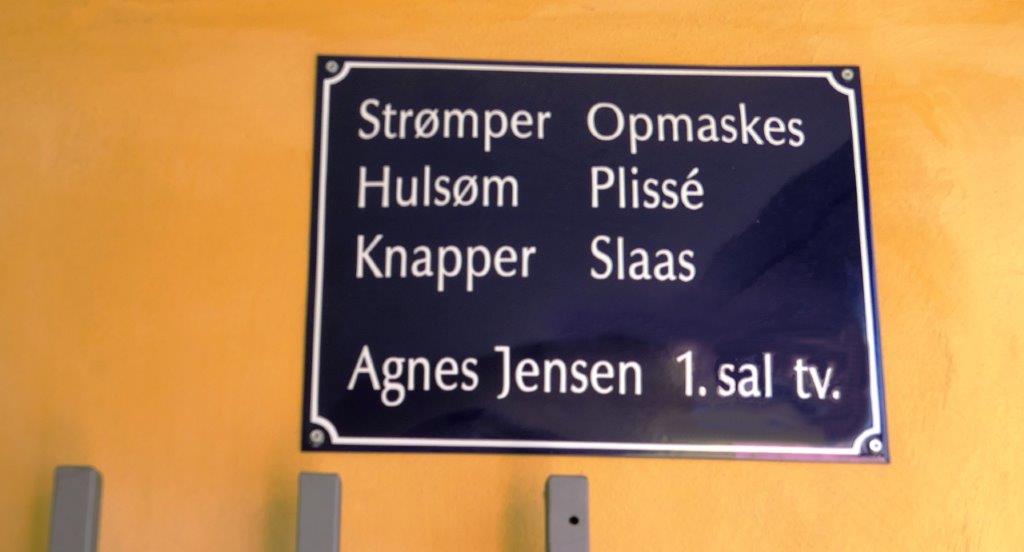 Strømper Opmaskes
Hulsøm Plissé
Knapper Slaas
Agnes Jensen 1. sal tv.